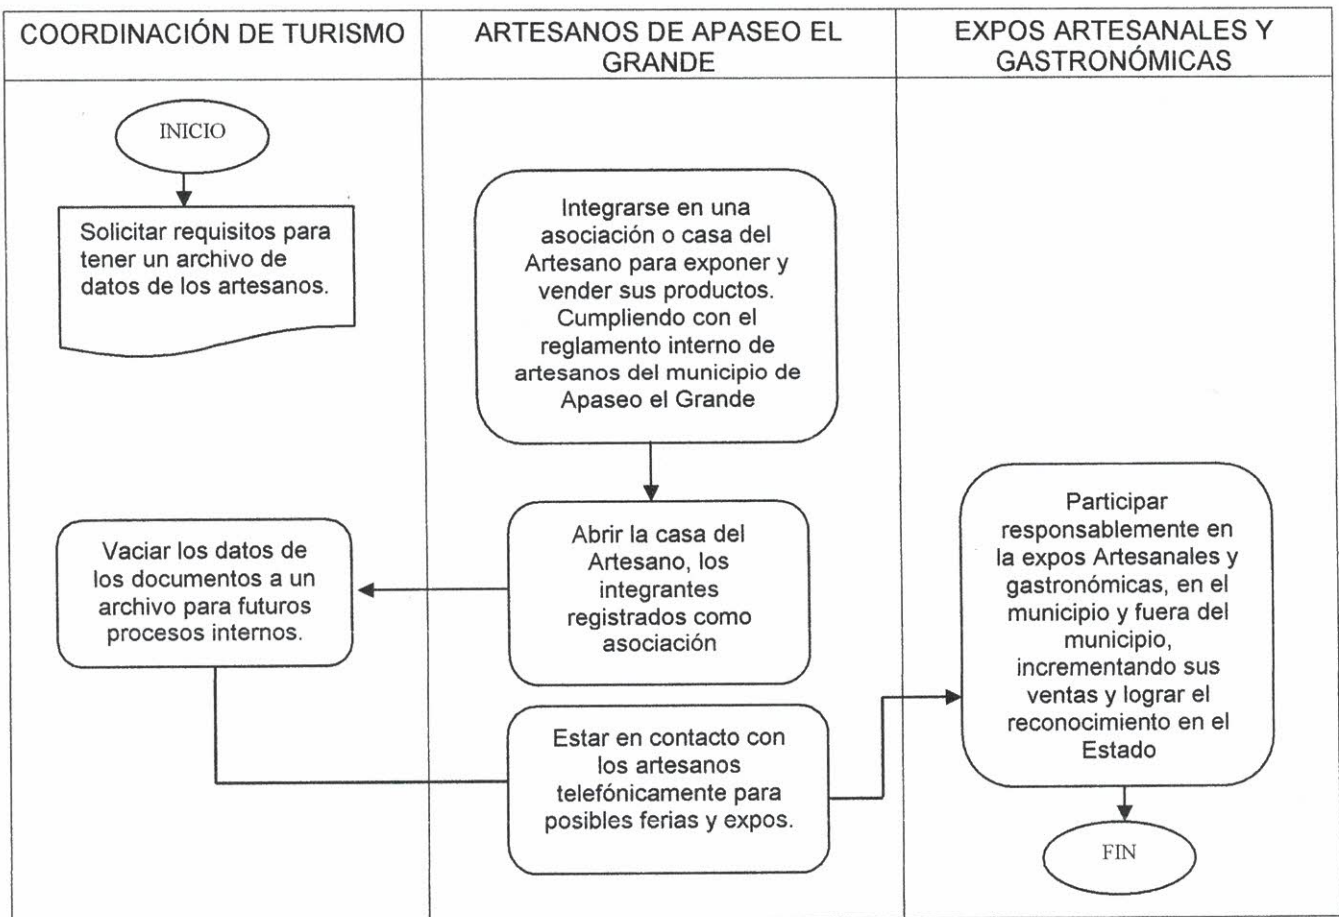 COORDINACIÓN DE TURISMO
ARTESANOS DE APASEO EL
GRANDE
EXPOS ARTESANALES Y
GASTRONÓMICAS
INICIO
Solicitar requisitos para
tener un archivo de
datos de los artesanos.
Integrarse en una
asociación o casa del
Artesano para exponer y
vender sus productos.
Cumpliendo con el
reglamento interno de
artesanos del municipio de
Apaseo el Grande
Abrir la casa del
Artesano, los
integrantes
registrados como
asociación
Vaciar los datos de
los documentos a un
archivo para futuros
procesos internos.
Estar en contacto con
los artesanos
telefónicamente para
posibles ferias y expos.
Participar
responsablemente en
la expos Artesanales y
gastronómicas, en el
municipio y fuera del
municipio,
incrementando sus
ventas y lograr el
reconocimiento en el
Estado
FIN